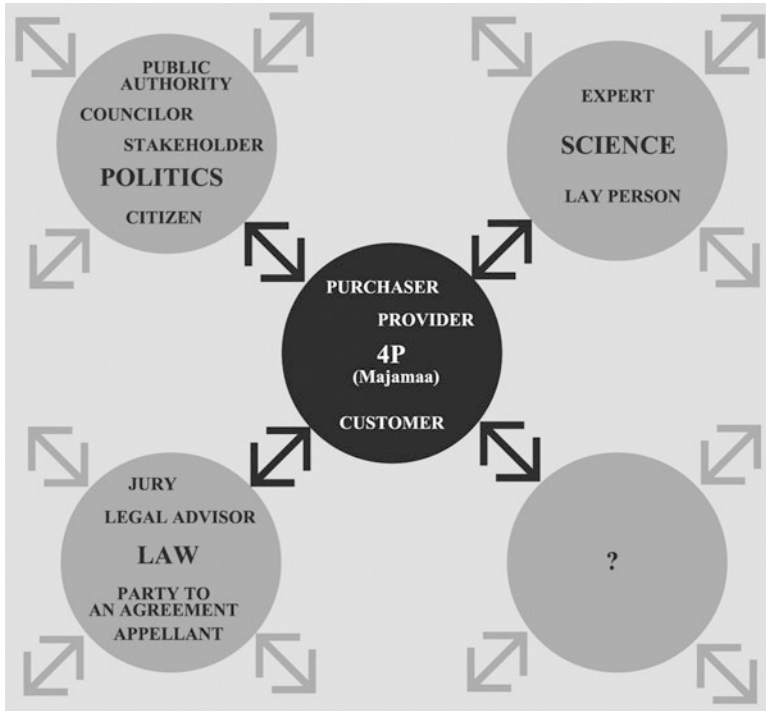 PUBLIC
AUTHORITY
COUNCILOR
STAKEHOLDER
POLITICS
CITIZEN
EXPERT
SCIENCE
LAY PERSON
PURCHASER
PROVIDER
4P
(Majamaa)
CUSTOMER
JURY
LEGAL ADVISOR
LAW
PARTY TO
AN AGREEMENT
APPELLANT
?